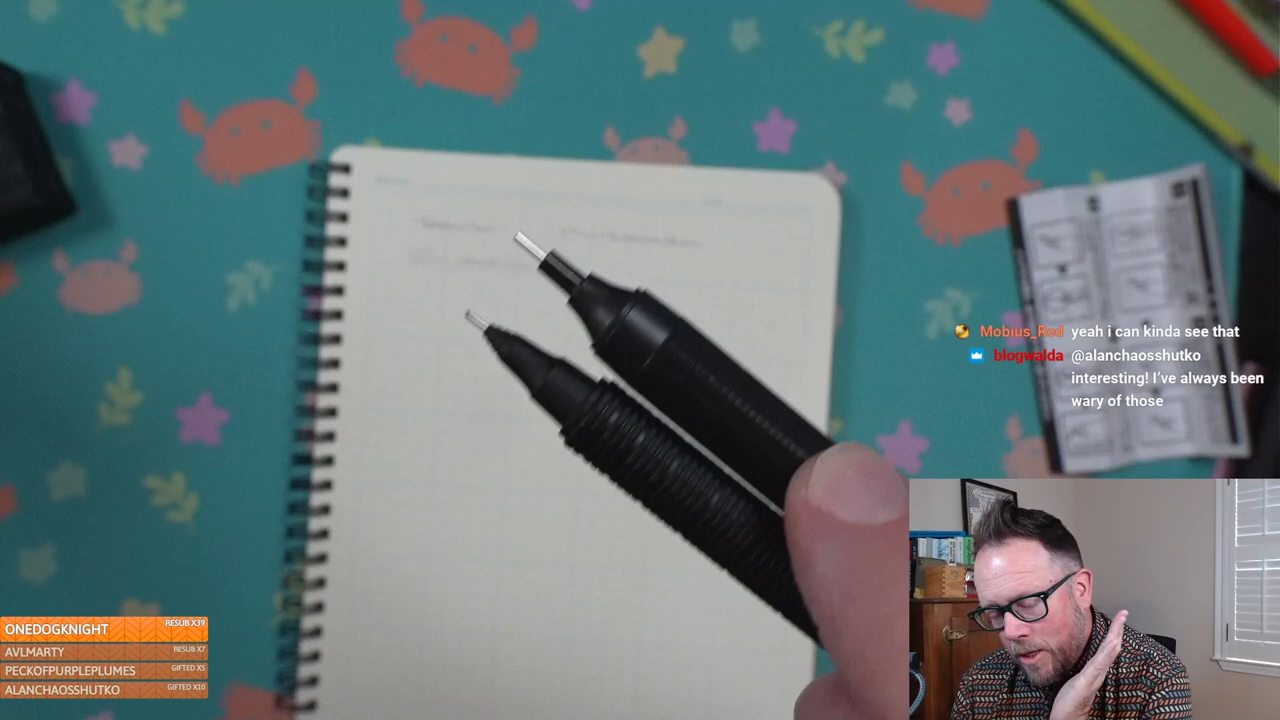 Mobius_Red yeah i can kinda see that
blogwalda @alanchaosshutko
interesting! I've always been
wary of those
ONEDOGKNIGHT RESUB X39
AVLMARTY RESUB X7
PECKOFPURPLEPLUMES GIFTED X5
ALANCHAOSSHUTKO GIFTED X10